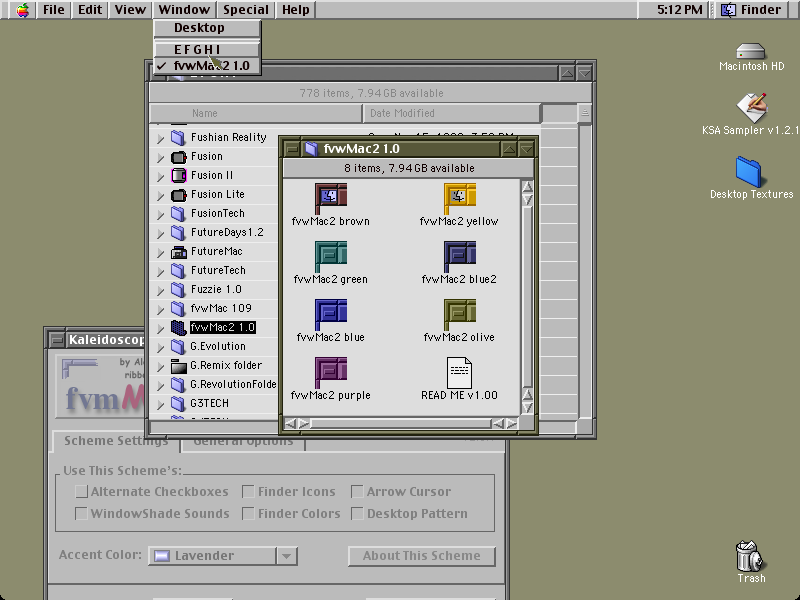 File Edit View Window Special Help 5:12 PM Finder
Desktop
E F G H I
✓ fvwMac2 1.0
778 items, 7.94 GB available
Name Date Modified
Fushian Reality
Fusion
Fusion II
Fusion Lite
FusionTech
FutureDays1.2
FutureMac
FutureTech
Fuzzie 1.0
fvwMac 109
fvwMac2 1.0
G.Evolution
G.Remix folder
G.RevolutionFolde
G3TECH
fvwMac2 1.0
8 items, 7.94 GB available
fvwMac2 brown
fvwMac2 yellow
fvwMac2 green
fvwMac2 blue2
fvwMac2 blue
fvwMac2 olive
fvwMac2 purple
READ ME v1.00
Macintosh HD
KSA Sampler v1.2.1
Desktop Textures
Trash
Kaleidoscop
by Al
ribbe
fvmM
Scheme Settings General Options
Use This Scheme's:
Alternate Checkboxes Finder Icons Arrow Cursor
WindowShade Sounds Finder Colors Desktop Pattern
Accent Color: Lavender About This Scheme